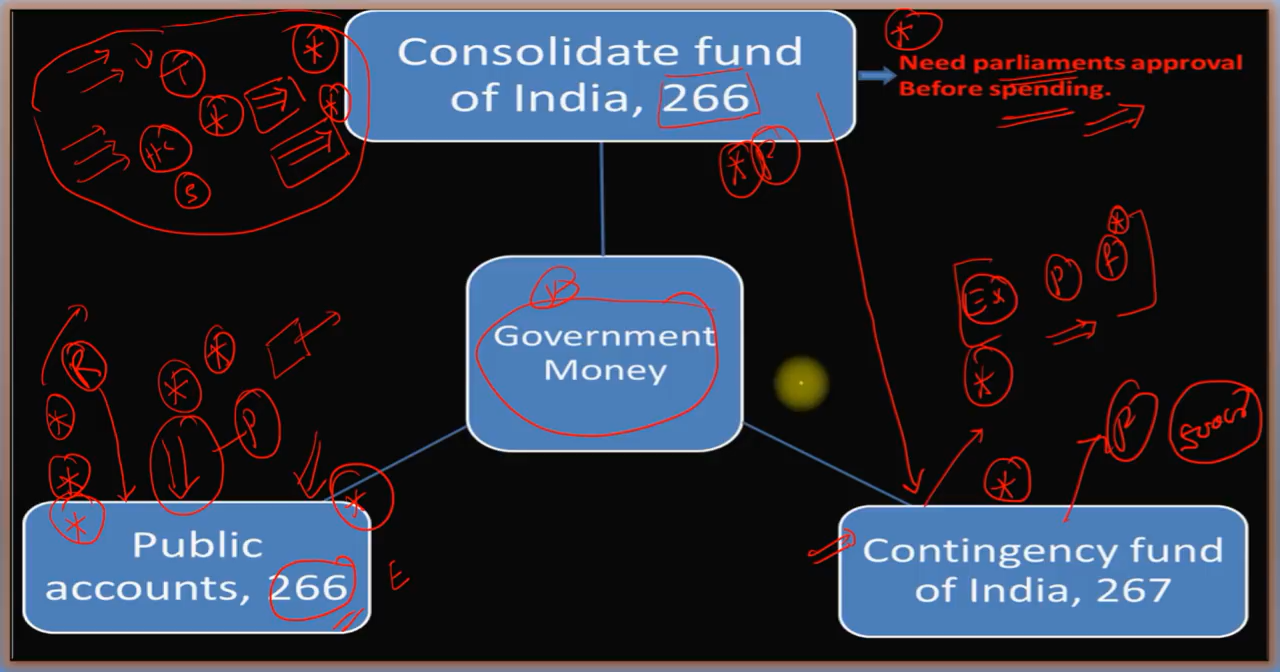 Consolidate fund
of India, 266
Need parliaments approval
Before spending.
Government
Money
Public
accounts, 266
Contingency fund
of India, 267
T
S
P
Ex
P
R
P
P
E